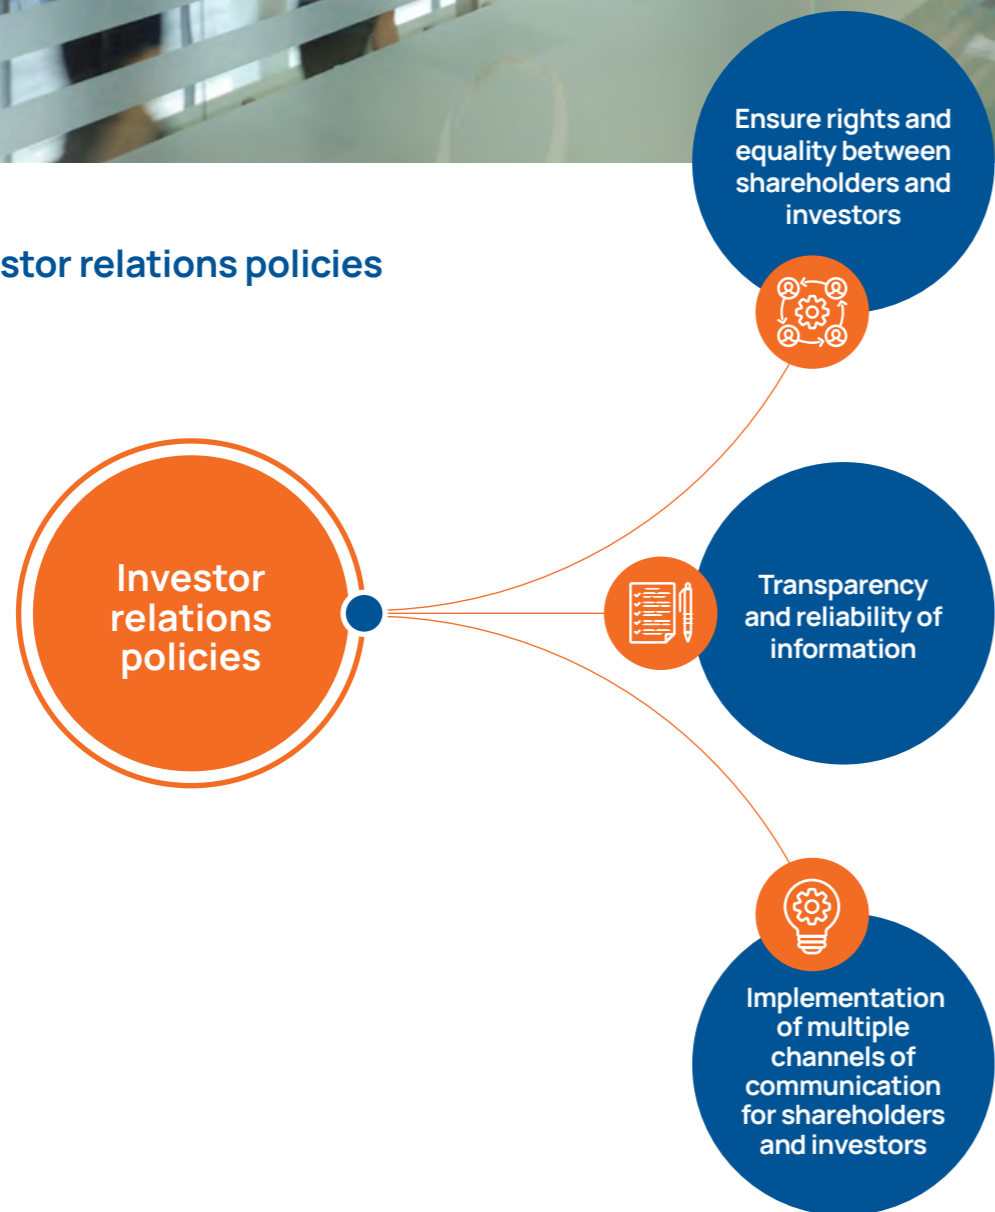 Ensure rights and
equality between
shareholders and
investors
stor relations policies
Investor
relations
policies
Transparency
and reliability of
information
Implementation
of multiple
channels of
communication
for shareholders
and investors